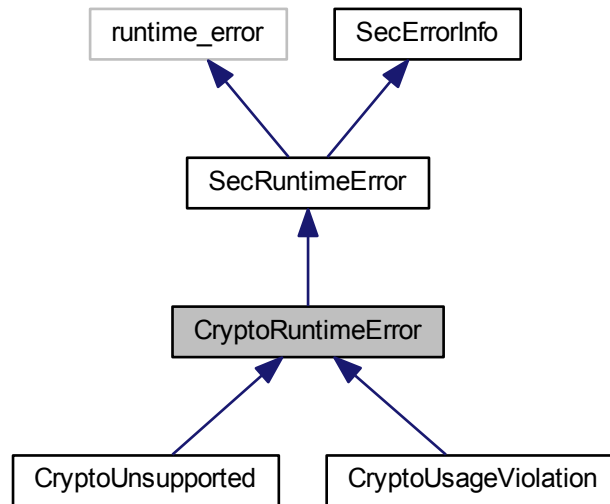 runtime_error
SecErrorInfo
SecRuntimeError
CryptoRuntimeError
CryptoUnsupported
CryptoUsageViolation